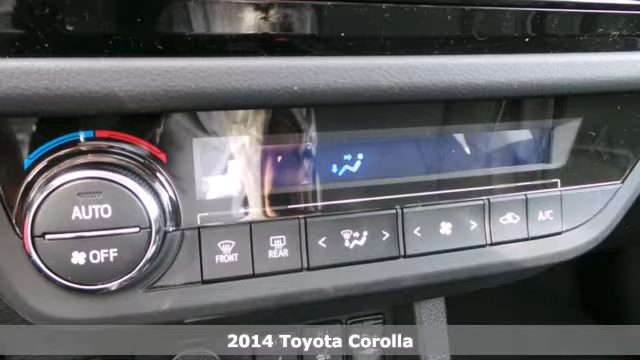 AUTO
OFF
FRONT
REAR
< >
< >
A/C
2014 Toyota Corolla